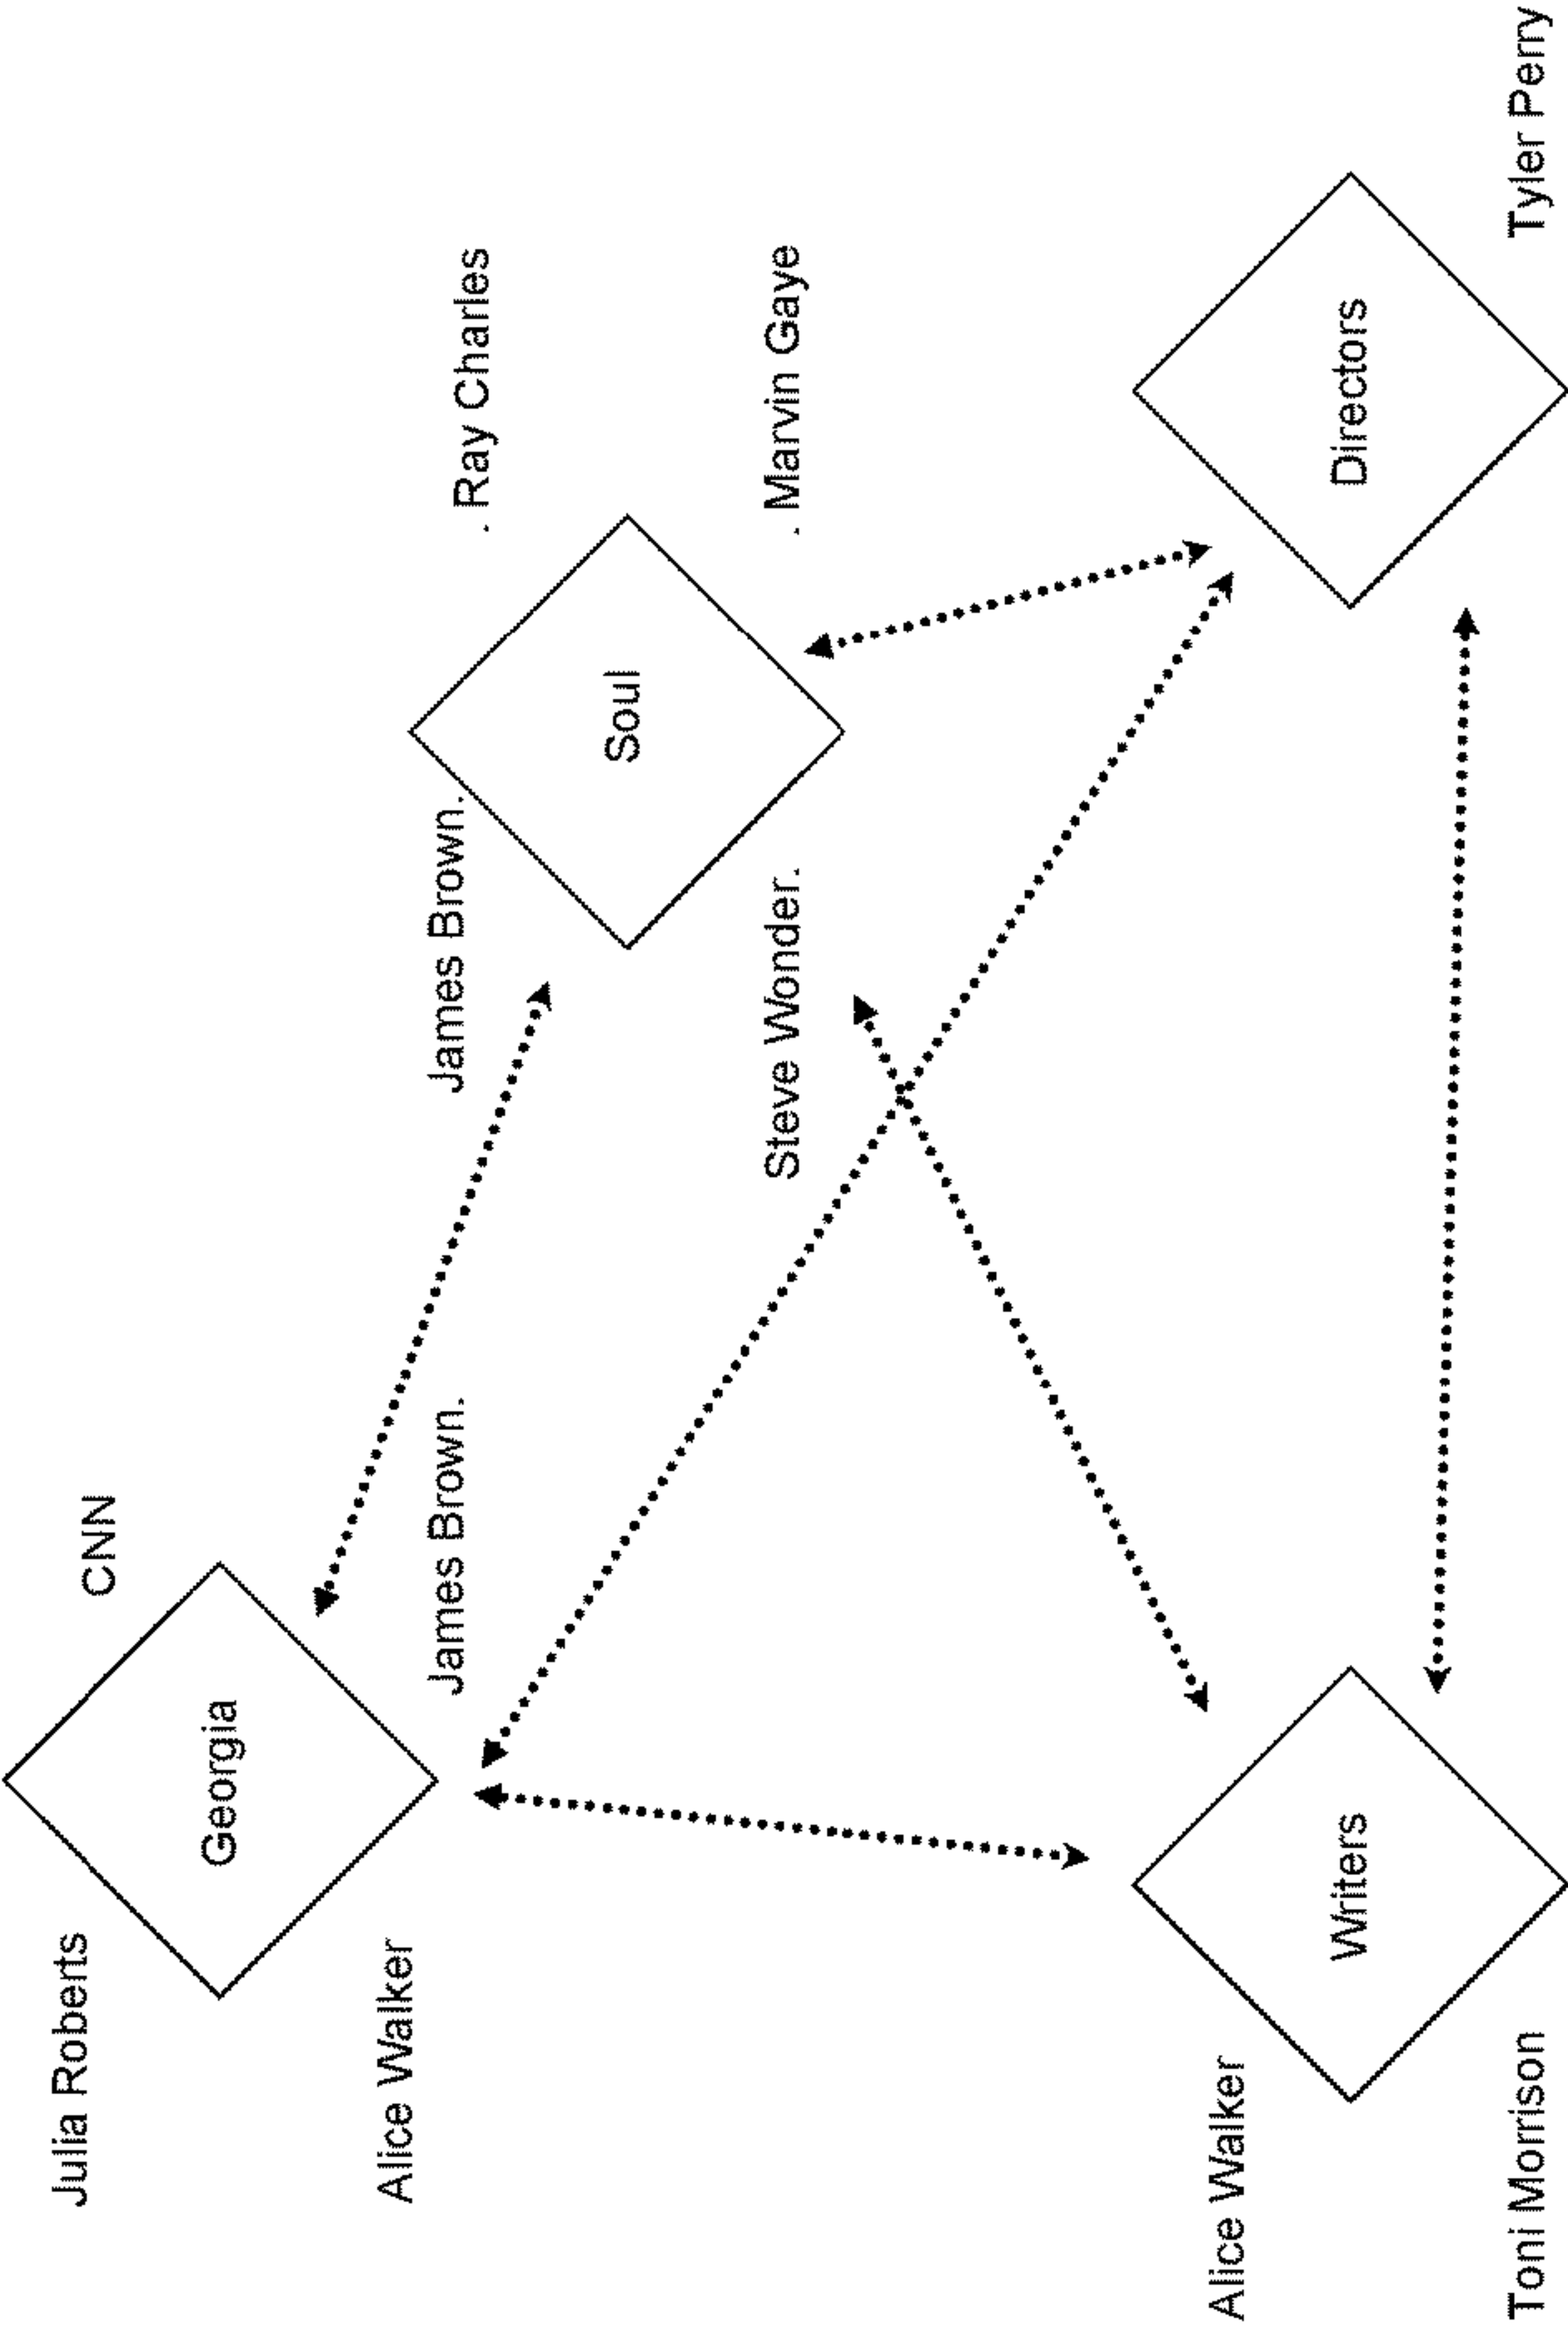 Julia Roberts
CNN
Georgia
Alice Walker
James Brown.
James Brown.
. Ray Charles
Soul
Steve Wonder.
. Marvin Gaye
Alice Walker
Writers
Directors
Toni Morrison
Tyler Perry